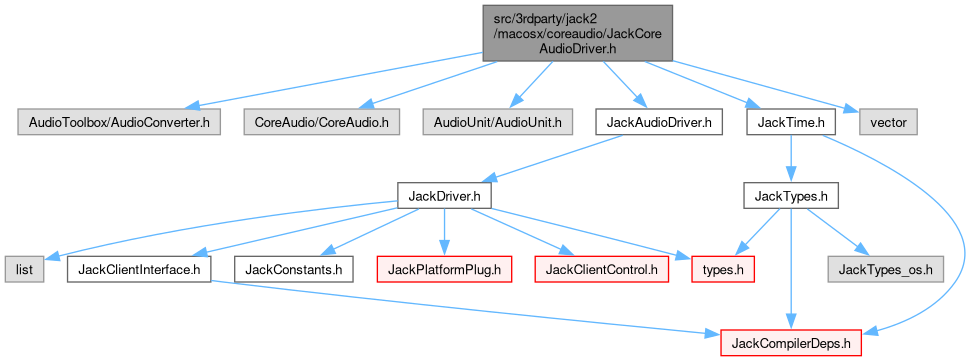 src/3rdparty/jack2
/macosx/coreaudio/JackCore
AudioDriver.h
AudioToolbox/AudioConverter.h
CoreAudio/CoreAudio.h
AudioUnit/AudioUnit.h
JackAudioDriver.h
JackTime.h
vector
JackDriver.h
JackTypes.h
list
JackClientInterface.h
JackConstants.h
JackPlatformPlug.h
JackClientControl.h
types.h
JackTypes_os.h
JackCompilerDeps.h